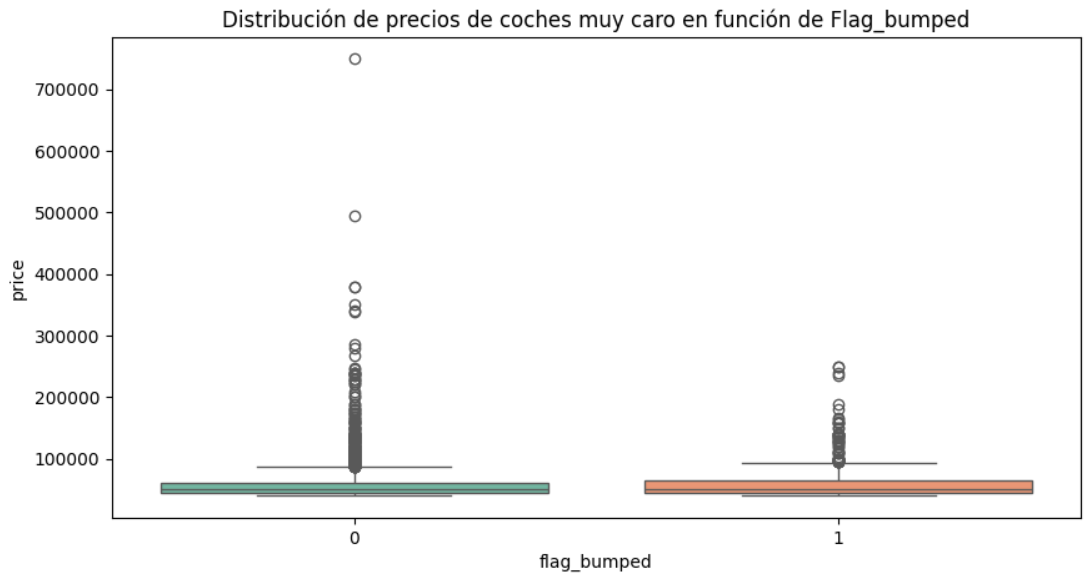 Distribución de precios de coches muy caro en función de Flag_bumped
700000
600000
500000
400000
300000
200000
100000
price
0 1
flag_bumped